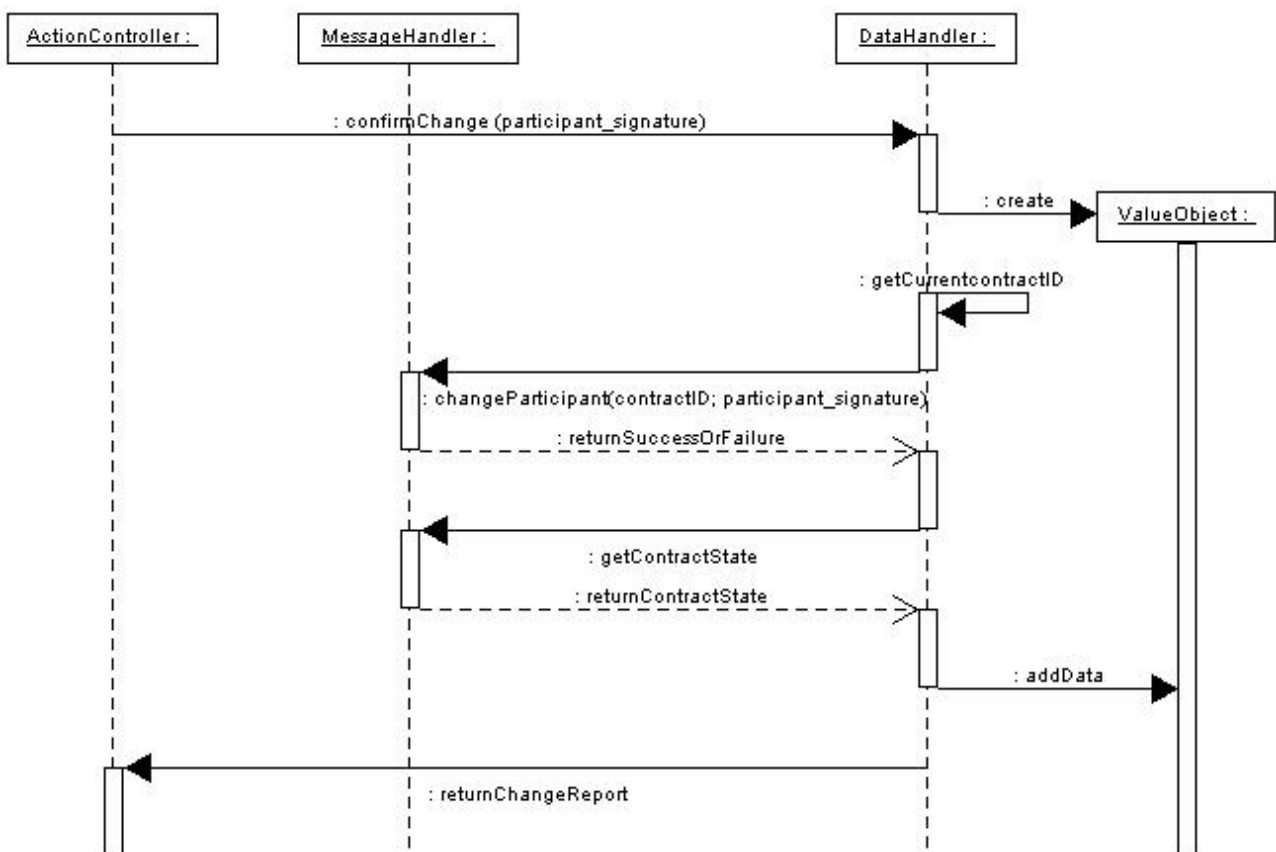 ActionController :
MessageHandler :
DataHandler :
: confirmChange (participant_signature)
: create
ValueObject :
: getCurrentcontractID
: changeParticipant(contractID; participant_signature)
: returnSuccessOrFailure
: getContractState
: returnContractState
: addData
: returnChangeReport